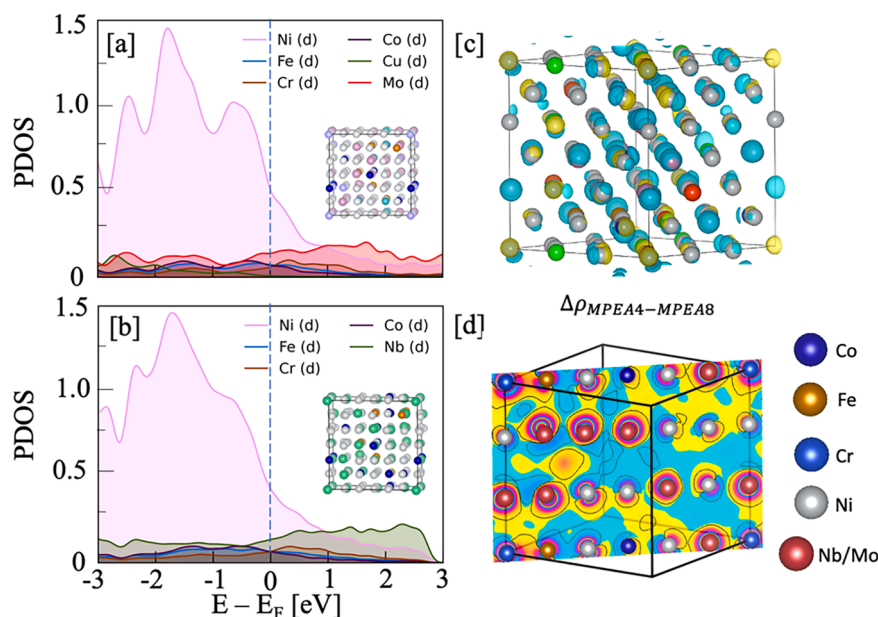 [a]
Ni (d)
Fe (d)
Cr (d)
Co (d)
Cu (d)
Mo (d)
PDOS
1.5
1.0
0.5
0
[b]
Ni (d)
Fe (d)
Cr (d)
Co (d)
Nb (d)
PDOS
1.5
1.0
0.5
0
-3 -2 -1 0 1 2 3
E – E_F [eV]
[c]
Δρ_MPEA4−MPEA8
[d]
Co
Fe
Cr
Ni
Nb/Mo